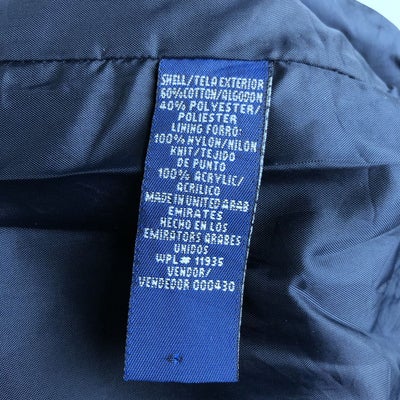 SHELL/TELA EXTERIOR
60% COTTON/ALGODON
40% POLYESTER/
POLIESTER
LINING FORRO:
100% NYLON/NILON
KNIT/TEJIDO
DE PUNTO
100% ACRYLIC/
ACRILICO
MADE IN UNITED ARAB
EMIRATES
HECHO EN LOS
EMIRATOS ARABES
UNIDOS
WPL# 11935
VENDOR/
VENDEDOR 000430